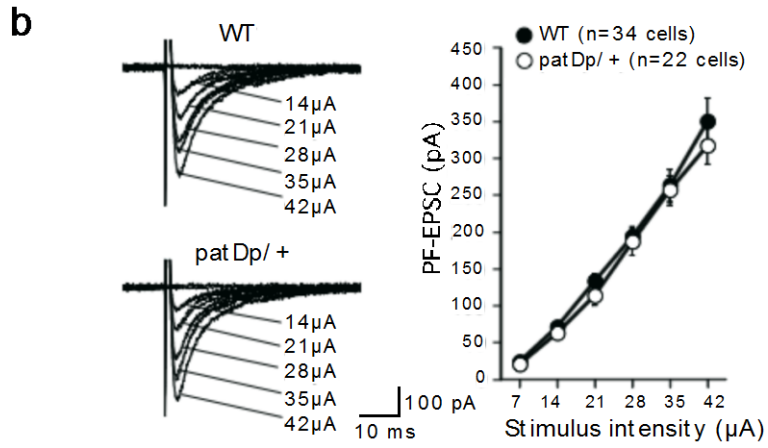 b
WT
14μA
21μA
28μA
35μA
42μA
patDp/ +
14μA
21μA
28μA
35μA
42μA
100 pA
10 ms
WT (n=34 cells)
patDp/ + (n=22 cells)
PF-EPSC (pA)
450
400
350
300
250
200
150
100
50
0
7 14 21 28 35 42
Stimulus intensity (μA)